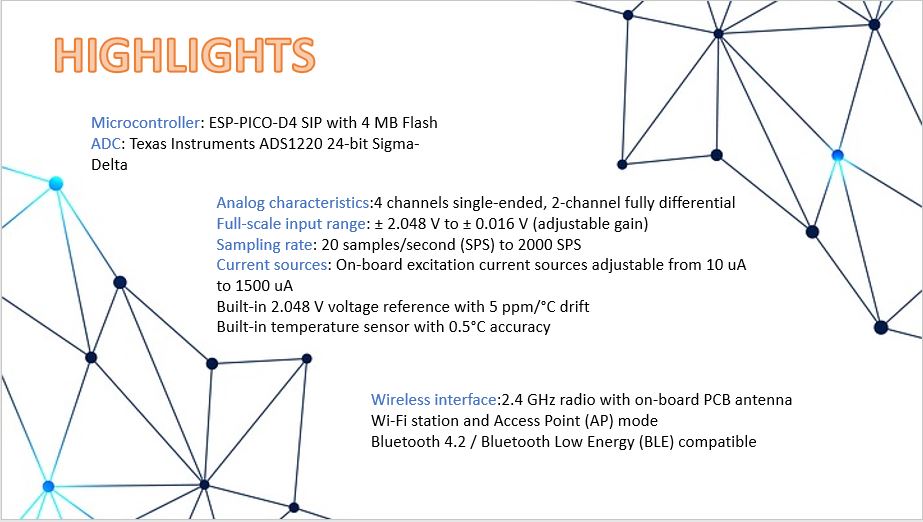 HIGHLIGHTS
Microcontroller: ESP-PICO-D4 SIP with 4 MB Flash
ADC: Texas Instruments ADS1220 24-bit Sigma-
Delta
Analog characteristics:4 channels single-ended, 2-channel fully differential
Full-scale input range: ± 2.048 V to ± 0.016 V (adjustable gain)
Sampling rate: 20 samples/second (SPS) to 2000 SPS
Current sources: On-board excitation current sources adjustable from 10 uA
to 1500 uA
Built-in 2.048 V voltage reference with 5 ppm/°C drift
Built-in temperature sensor with 0.5°C accuracy
Wireless interface:2.4 GHz radio with on-board PCB antenna
Wi-Fi station and Access Point (AP) mode
Bluetooth 4.2 / Bluetooth Low Energy (BLE) compatible